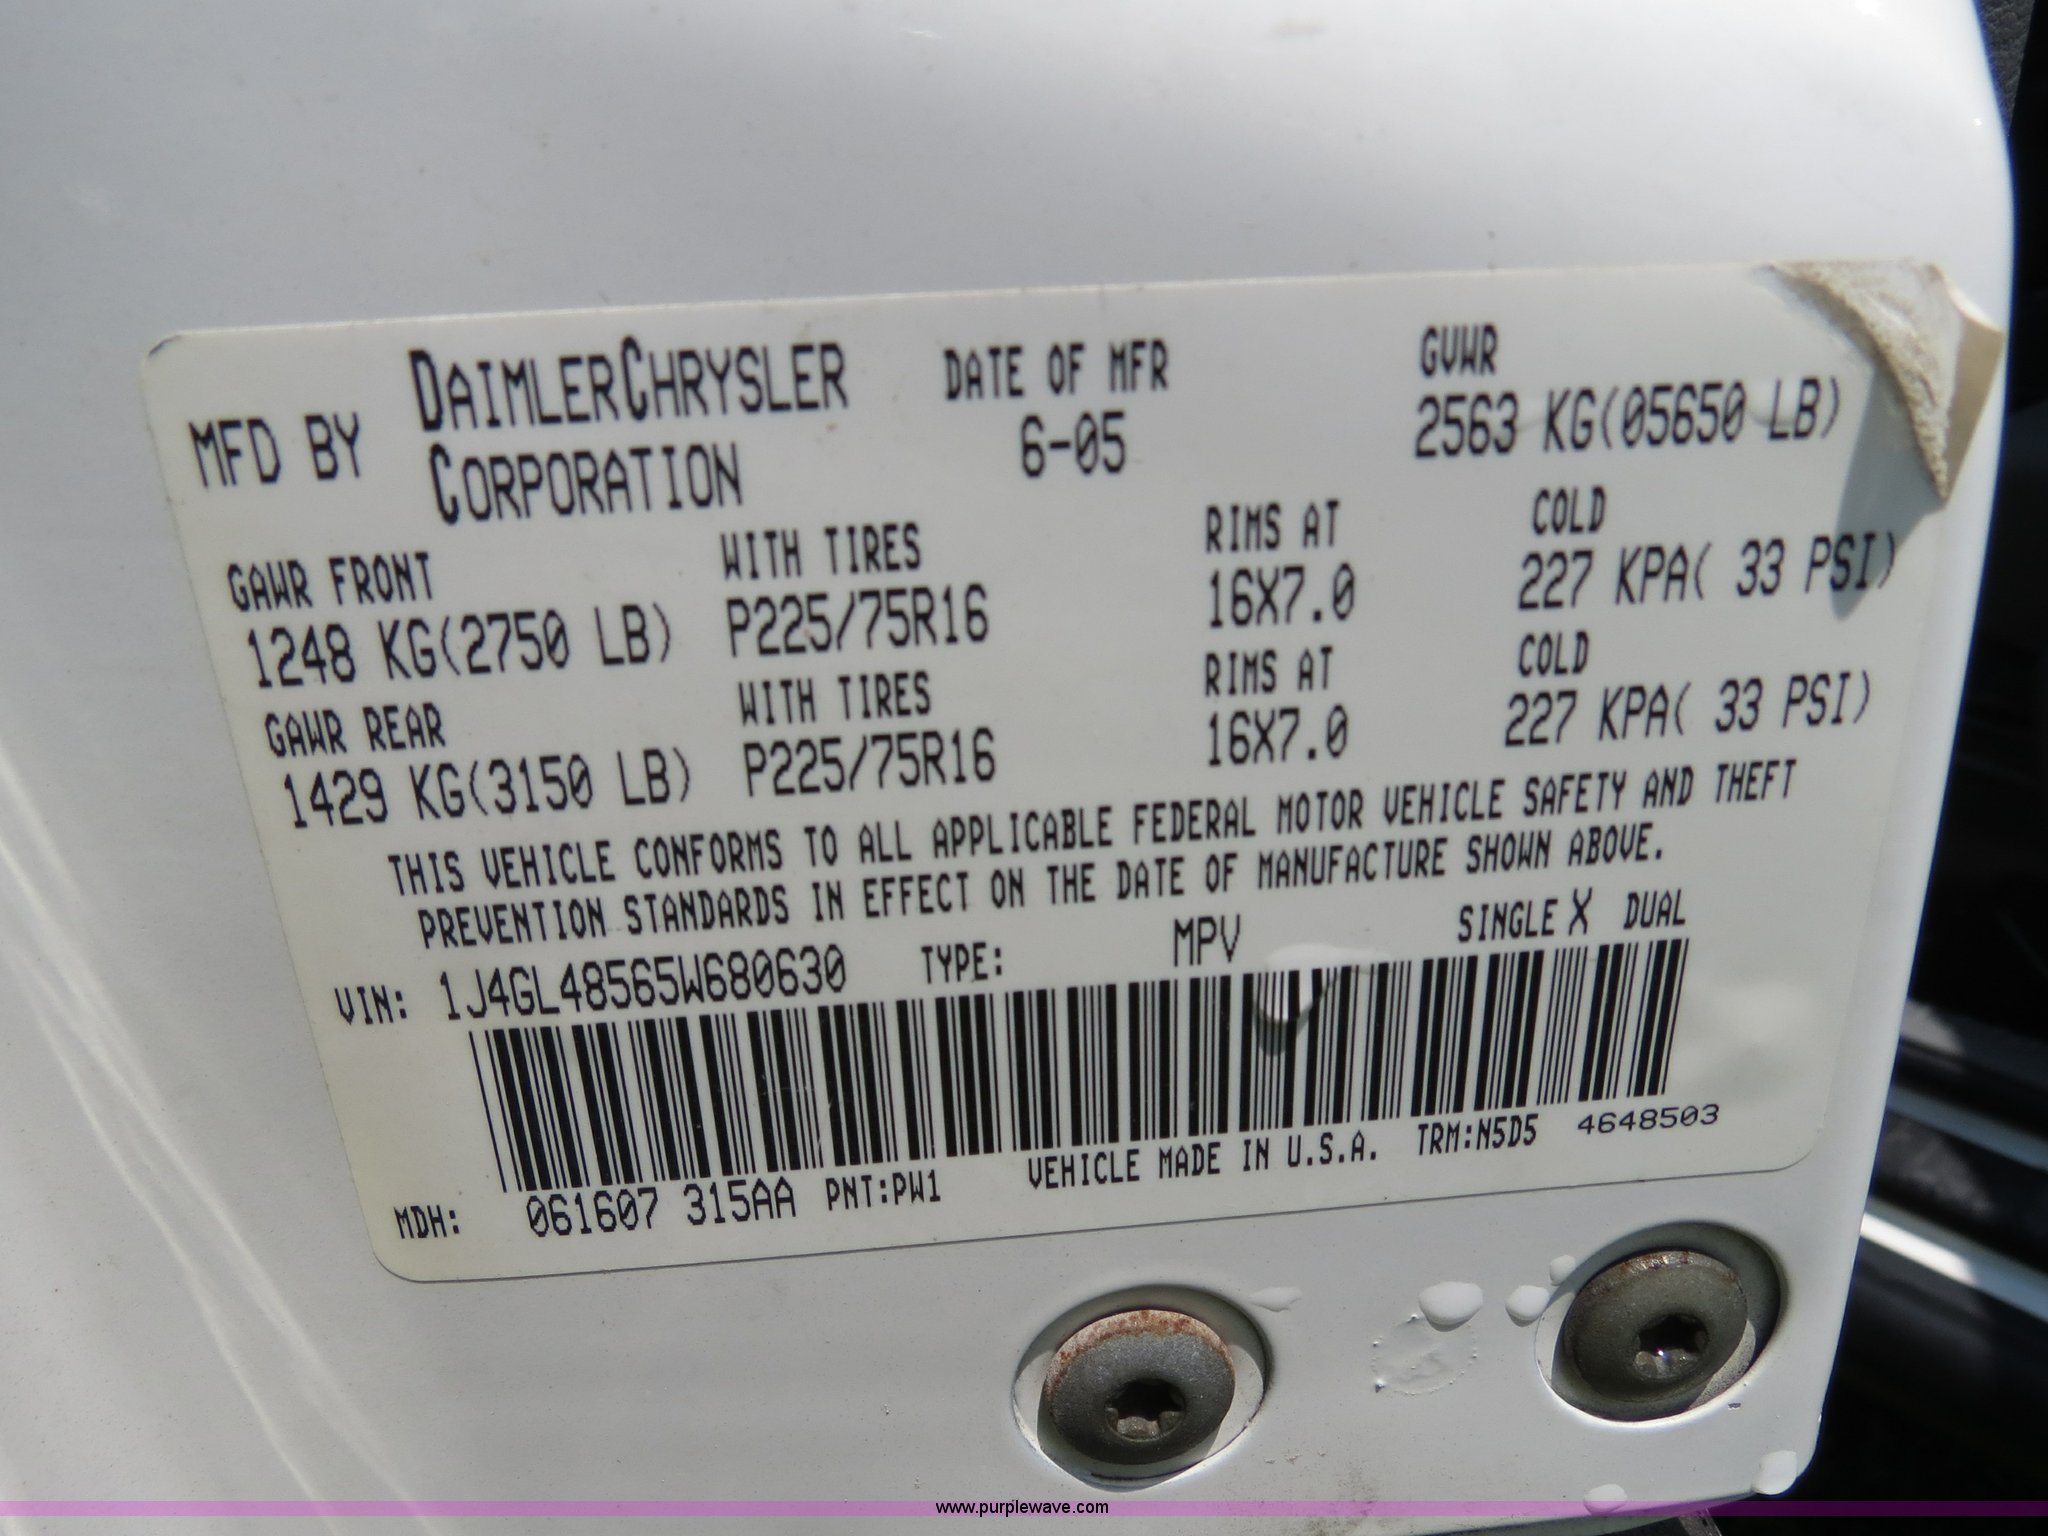 MFD BY DAIMLERCHRYSLER CORPORATION
DATE OF MFR
6-05
GVWR
2563 KG(05650 LB)
GAWR FRONT WITH TIRES RIMS AT COLD
1248 KG(2750 LB) P225/75R16 16X7.0 227 KPA( 33 PSI)
GAWR REAR WITH TIRES RIMS AT COLD
1429 KG(3150 LB) P225/75R16 16X7.0 227 KPA( 33 PSI)
THIS VEHICLE CONFORMS TO ALL APPLICABLE FEDERAL MOTOR VEHICLE SAFETY AND THEFT
PREVENTION STANDARDS IN EFFECT ON THE DATE OF MANUFACTURE SHOWN ABOVE.
VIN: 1J4GL48565W680630 TYPE: MPV SINGLE X DUAL
MDH: 061607 315AA PNT:PW1 VEHICLE MADE IN U.S.A. TRM:N5D5 4648503
www.purplewave.com